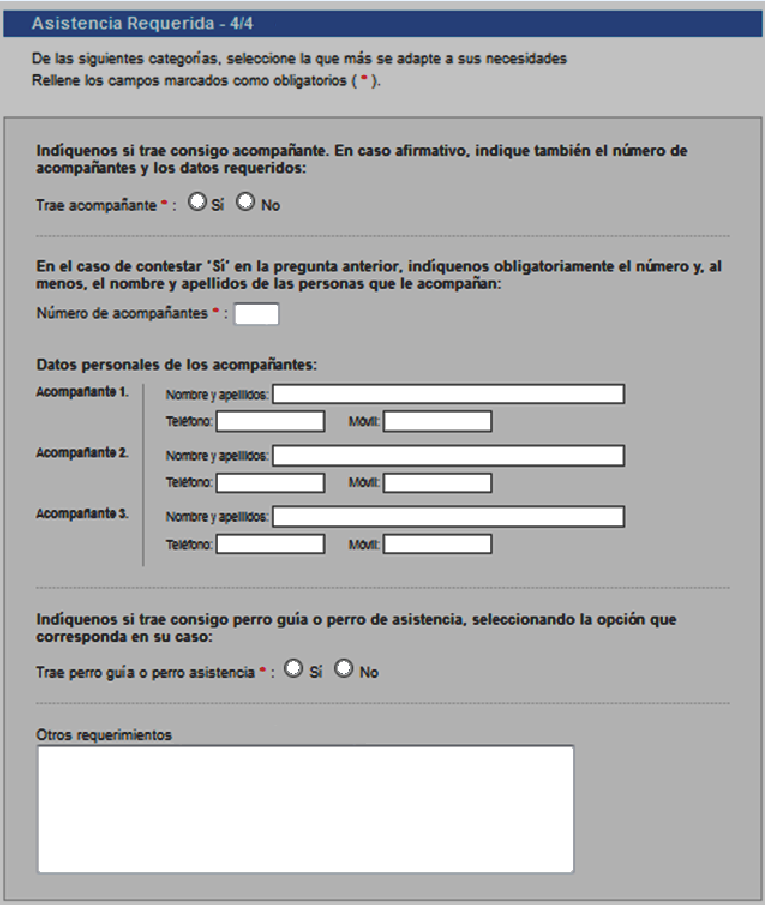 Asistencia Requerida - 4/4
De las siguientes categorías, seleccione la que más se adapte a sus necesidades
Rellene los campos marcados como obligatorios ( * ).
Indíquenos si trae consigo acompañante. En caso afirmativo, indique también el número de
acompañantes y los datos requeridos:
Trae acompañante * : Sí No
En el caso de contestar "Sí" en la pregunta anterior, indíquenos obligatoriamente el número y, al
menos, el nombre y apellidos de las personas que le acompañan:
Número de acompañantes * :
Datos personales de los acompañantes:
Acompañante 1. Nombre y apellidos:
Teléfono: Móvil:
Acompañante 2. Nombre y apellidos:
Teléfono: Móvil:
Acompañante 3. Nombre y apellidos:
Teléfono: Móvil:
Indíquenos si trae consigo perro guía o perro de asistencia, seleccionando la opción que
corresponda en su caso:
Trae perro guía o perro asistencia * : Sí No
Otros requerimientos